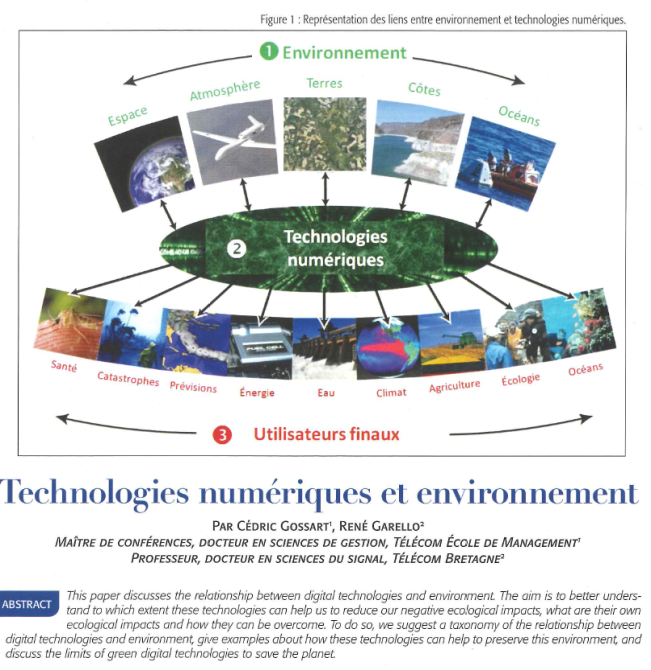 Figure 1 : Représentation des liens entre environnement et technologies numériques.
1 Environnement
Espace
Atmosphère
Terres
Côtes
Océans
2 Technologies
numériques
Santé
Catastrophes
Prévisions
Énergie
Eau
Climat
Agriculture
Écologie
Océans
3 Utilisateurs finaux
Technologies numériques et environnement
PAR CÉDRIC GOSSART¹, RENÉ GARELLO²
MAÎTRE DE CONFÉRENCES, DOCTEUR EN SCIENCES DE GESTION, TÉLÉCOM ÉCOLE DE MANAGEMENT¹
PROFESSEUR, DOCTEUR EN SCIENCES DU SIGNAL, TÉLÉCOM BRETAGNE²
ABSTRACT
This paper discusses the relationship between digital technologies and environment. The aim is to better unders-
tand to which extent these technologies can help us to reduce our negative ecological impacts, what are their own
ecological impacts and how they can be overcome. To do so, we suggest a taxonomy of the relationship between
digital technologies and environment, give examples about how these technologies can help to preserve this environment, and
discuss the limits of green digital technologies to save the planet.